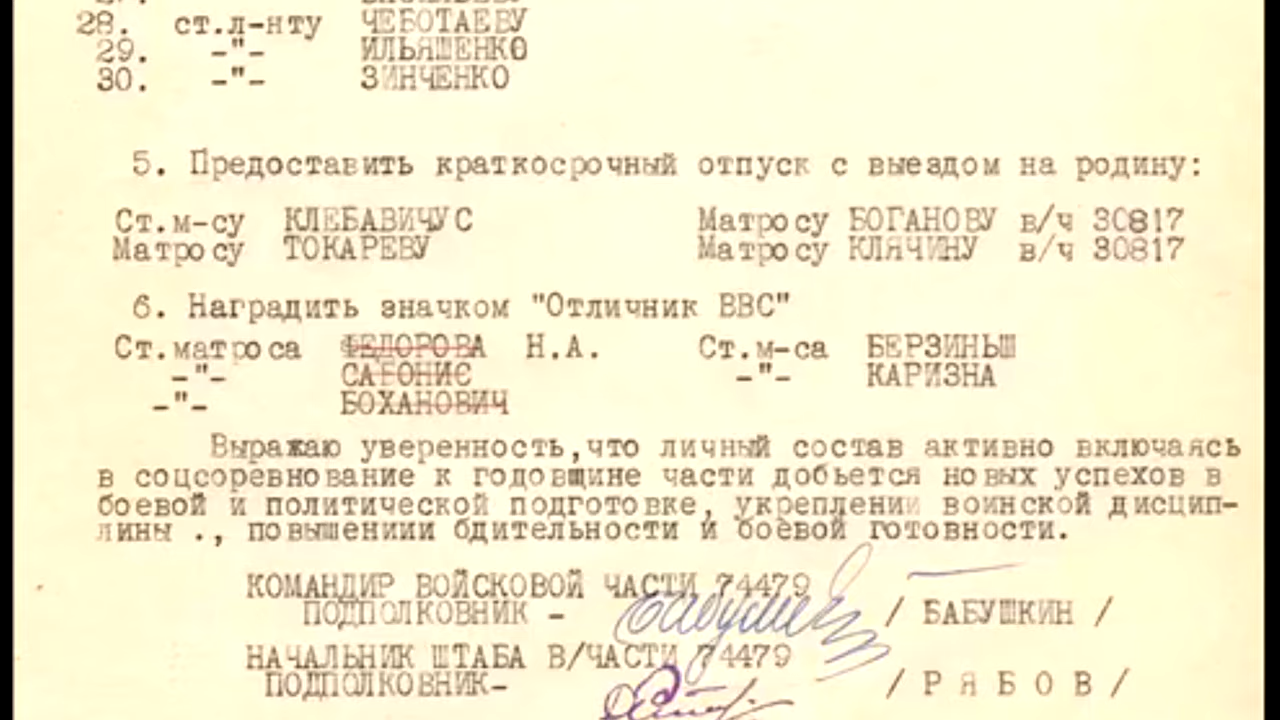 28. ст.л-нту ЧЕБОТАЕВУ
29. -"- ИЛЬЯШЕНКО
30. -"- ЗИНЧЕНКО
5. Предоставить краткосрочный отпуск с выездом на родину:
Ст.м-су КЛЕБАВИЧУС Матросу БОГАНОВУ в/ч 30817
Матросу ТОКАРЕВУ Матросу КЛЯЧИНУ в/ч 30817
6. Наградить значком "Отличник ВВС"
Ст.матроса ФЕДОРОВА Н.А. Ст.м-са БЕРЗИНЬШ
-"- -"- КАРИЗНА
-"- БОХАНОВИЧ
Выражаю уверенность,что личный состав активно включаясь
в соцсоревнование к годовщине части добьется новых успехов в
боевой и политической подготовке, укреплении воинской дисцип-
лины ., повышениии бдительности и боевой готовности.
КОМАНДИР ВОЙСКОВОЙ ЧАСТИ 74479
ПОДПОЛКОВНИК - / БАБУШКИН /
НАЧАЛЬНИК ШТАБА В/ЧАСТИ 74479
ПОДПОЛКОВНИК- / Р Я Б О В /